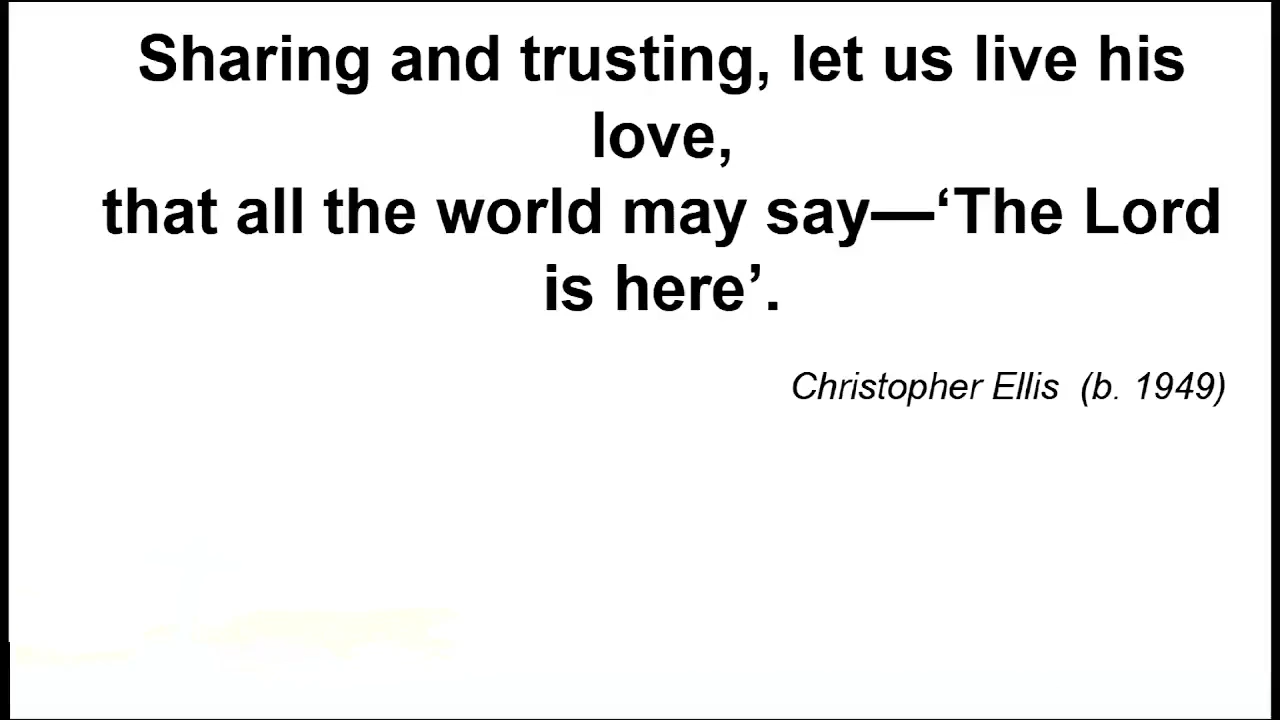 Sharing and trusting, let us live his
love,
that all the world may say—‘The Lord
is here’.
Christopher Ellis (b. 1949)